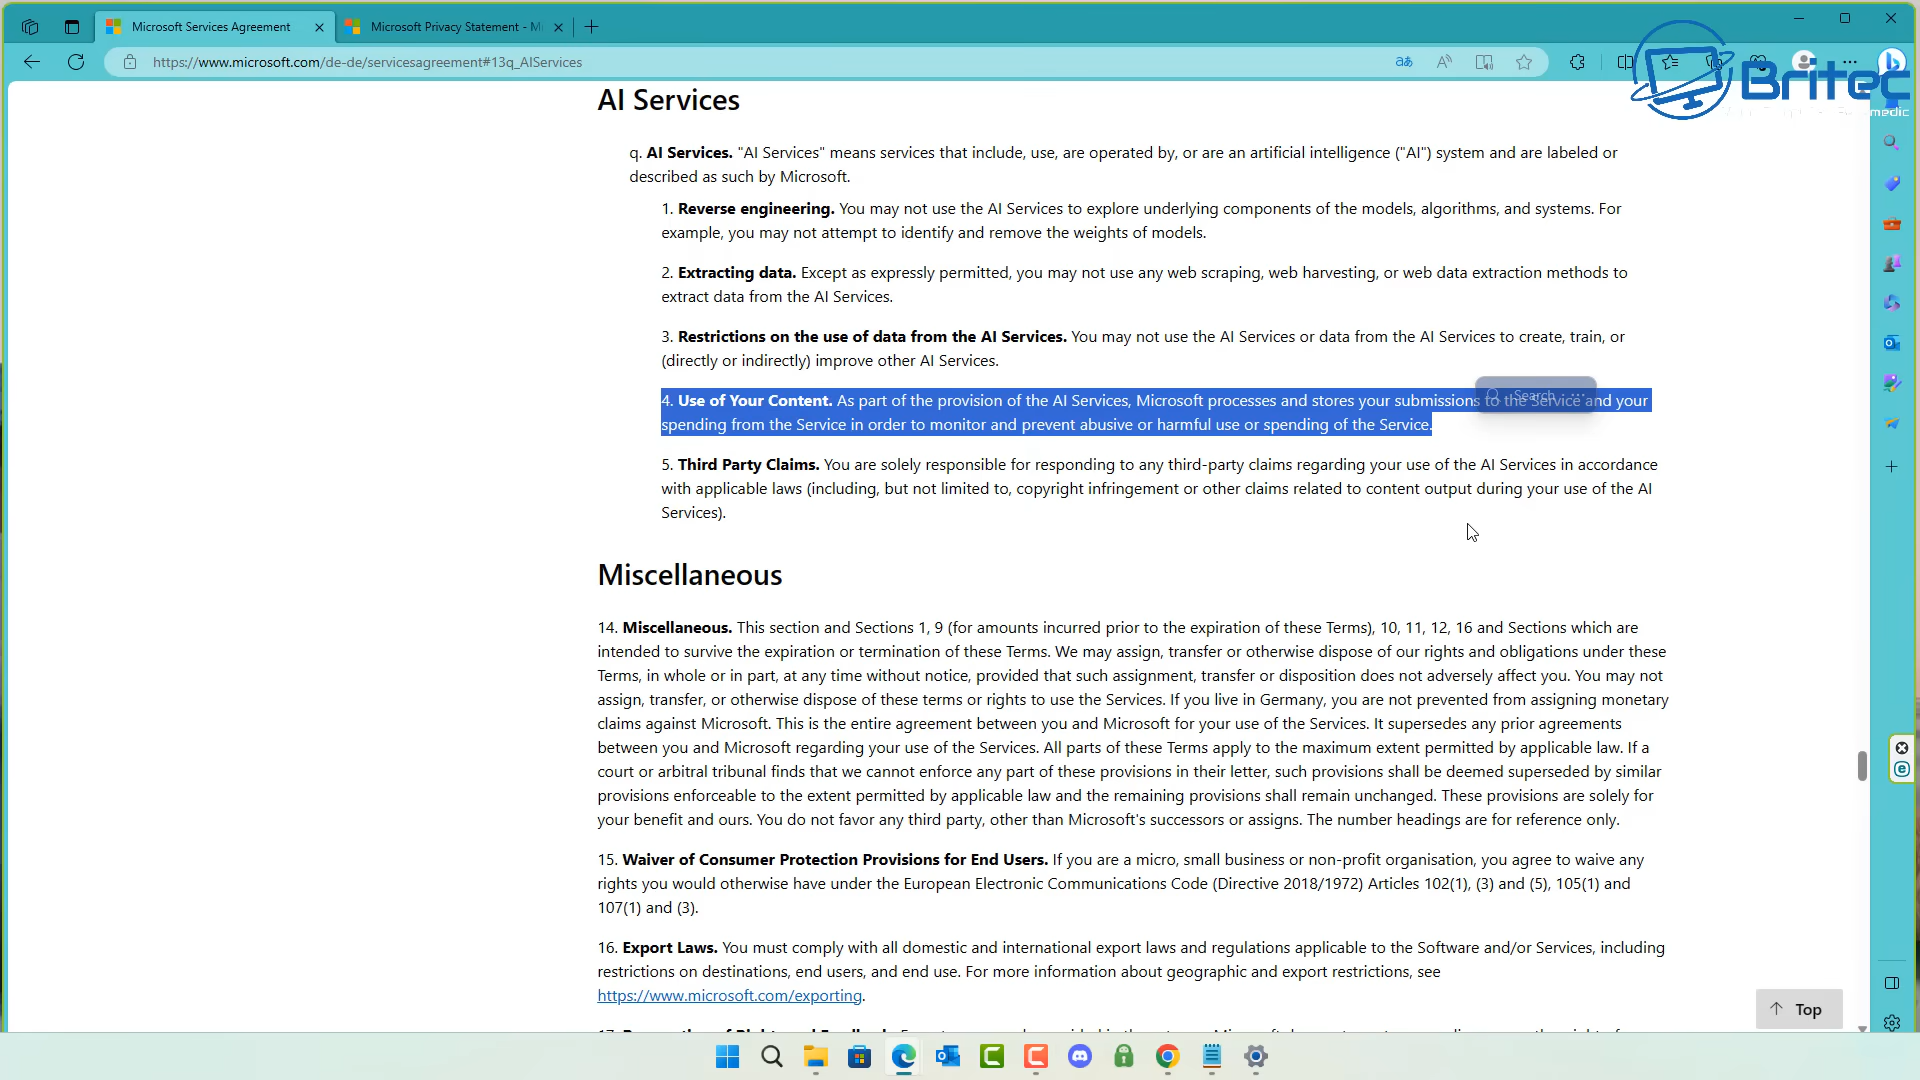 Microsoft Services Agreement
Microsoft Privacy Statement - Mi
https://www.microsoft.com/de-de/servicesagreement#13q_AIServices
Britec
medic
AI Services
q. AI Services. "AI Services" means services that include, use, are operated by, or are an artificial intelligence ("AI") system and are labeled or
described as such by Microsoft.
1. Reverse engineering. You may not use the AI Services to explore underlying components of the models, algorithms, and systems. For
example, you may not attempt to identify and remove the weights of models.
2. Extracting data. Except as expressly permitted, you may not use any web scraping, web harvesting, or web data extraction methods to
extract data from the AI Services.
3. Restrictions on the use of data from the AI Services. You may not use the AI Services or data from the AI Services to create, train, or
(directly or indirectly) improve other AI Services.
4. Use of Your Content. As part of the provision of the AI Services, Microsoft processes and stores your submissions to the Service and your
Search
spending from the Service in order to monitor and prevent abusive or harmful use or spending of the Service.
5. Third Party Claims. You are solely responsible for responding to any third-party claims regarding your use of the AI Services in accordance
with applicable laws (including, but not limited to, copyright infringement or other claims related to content output during your use of the AI
Services).
Miscellaneous
14. Miscellaneous. This section and Sections 1, 9 (for amounts incurred prior to the expiration of these Terms), 10, 11, 12, 16 and Sections which are
intended to survive the expiration or termination of these Terms. We may assign, transfer or otherwise dispose of our rights and obligations under these
Terms, in whole or in part, at any time without notice, provided that such assignment, transfer or disposition does not adversely affect you. You may not
assign, transfer, or otherwise dispose of these terms or rights to use the Services. If you live in Germany, you are not prevented from assigning monetary
claims against Microsoft. This is the entire agreement between you and Microsoft for your use of the Services. It supersedes any prior agreements
between you and Microsoft regarding your use of the Services. All parts of these Terms apply to the maximum extent permitted by applicable law. If a
court or arbitral tribunal finds that we cannot enforce any part of these provisions in their letter, such provisions shall be deemed superseded by similar
provisions enforceable to the extent permitted by applicable law and the remaining provisions shall remain unchanged. These provisions are solely for
your benefit and ours. You do not favor any third party, other than Microsoft's successors or assigns. The number headings are for reference only.
15. Waiver of Consumer Protection Provisions for End Users. If you are a micro, small business or non-profit organisation, you agree to waive any
rights you would otherwise have under the European Electronic Communications Code (Directive 2018/1972) Articles 102(1), (3) and (5), 105(1) and
107(1) and (3).
16. Export Laws. You must comply with all domestic and international export laws and regulations applicable to the Software and/or Services, including
restrictions on destinations, end users, and end use. For more information about geographic and export restrictions, see
https://www.microsoft.com/exporting.
Top